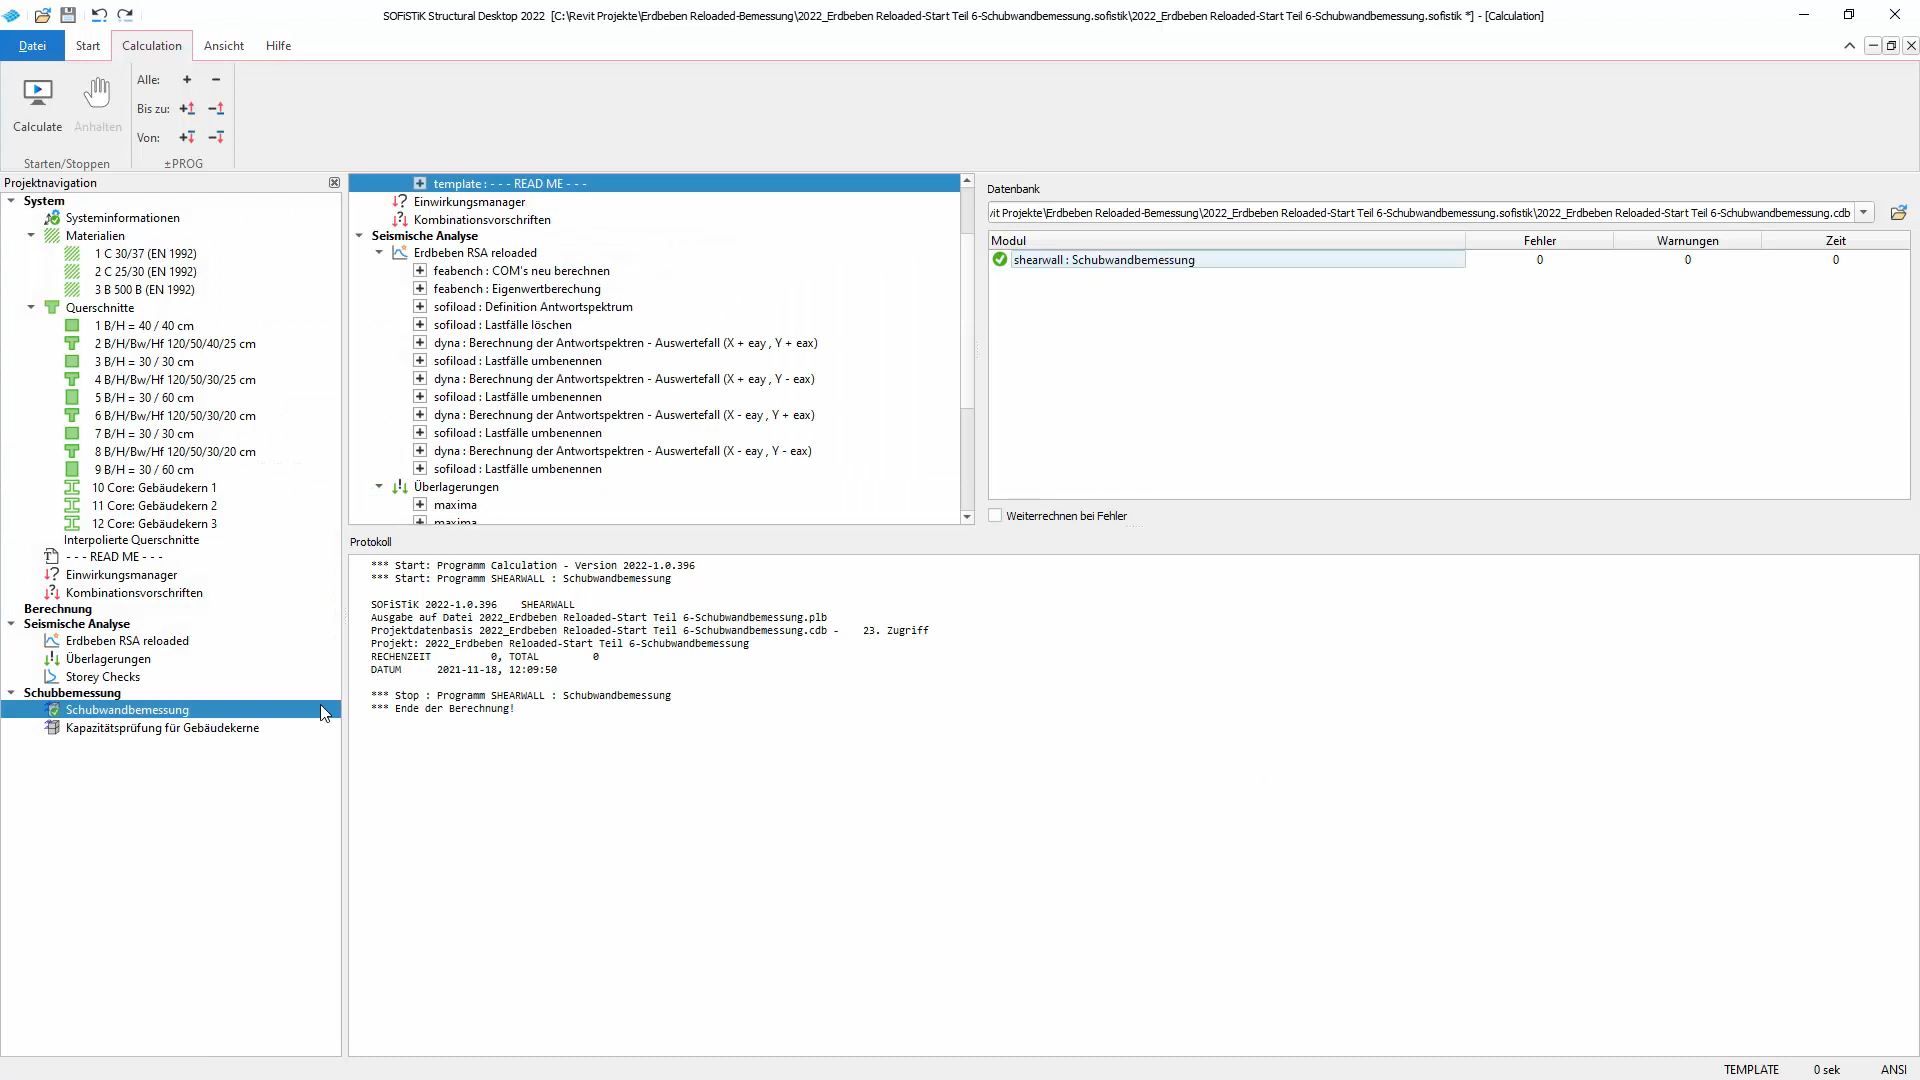 SOFiSTiK Structural Desktop 2022  [C:\Revit Projekte\Erdbeben Reloaded-Bemessung\2022_Erdbeben Reloaded-Start Teil 6-Schubwandbemessung.sofistik\2022_Erdbeben Reloaded-Start Teil 6-Schubwandbemessung.sofistik *] - [Calculation]
Datei Start Calculation Ansicht Hilfe
Calculate
Anhalten
Starten/Stoppen
Alle: + -
Bis zu:
Von:
±PROG
Projektnavigation
System
Systeminformationen
Materialien
1 C 30/37 (EN 1992)
2 C 25/30 (EN 1992)
3 B 500 B (EN 1992)
Querschnitte
1 B/H = 40 / 40 cm
2 B/H/Bw/Hf 120/50/40/25 cm
3 B/H = 30 / 30 cm
4 B/H/Bw/Hf 120/50/30/25 cm
5 B/H = 30 / 60 cm
6 B/H/Bw/Hf 120/50/30/20 cm
7 B/H = 30 / 30 cm
8 B/H/Bw/Hf 120/50/30/20 cm
9 B/H = 30 / 60 cm
10 Core: Gebäudekern 1
11 Core: Gebäudekern 2
12 Core: Gebäudekern 3
Interpolierte Querschnitte
- - - READ ME - - -
Einwirkungsmanager
Kombinationsvorschriften
Berechnung
Seismische Analyse
Erdbeben RSA reloaded
Überlagerungen
Storey Checks
Schubbemessung
Schubwandbemessung
Kapazitätsprüfung für Gebäudekerne
template : - - - READ ME - - -
Einwirkungsmanager
Kombinationsvorschriften
Seismische Analyse
Erdbeben RSA reloaded
feabench : COM's neu berechnen
feabench : Eigenwertberechung
sofiload : Definition Antwortspektrum
sofiload : Lastfälle löschen
dyna : Berechnung der Antwortspektren - Auswertefall (X + eay , Y + eax)
sofiload : Lastfälle umbenennen
dyna : Berechnung der Antwortspektren - Auswertefall (X + eay , Y - eax)
sofiload : Lastfälle umbenennen
dyna : Berechnung der Antwortspektren - Auswertefall (X - eay , Y + eax)
sofiload : Lastfälle umbenennen
dyna : Berechnung der Antwortspektren - Auswertefall (X - eay , Y - eax)
sofiload : Lastfälle umbenennen
Überlagerungen
maxima
maxima
Datenbank
/it Projekte\Erdbeben Reloaded-Bemessung\2022_Erdbeben Reloaded-Start Teil 6-Schubwandbemessung.sofistik\2022_Erdbeben Reloaded-Start Teil 6-Schubwandbemessung.cdb
Modul Fehler Warnungen Zeit
shearwall : Schubwandbemessung 0 0 0
Weiterrechnen bei Fehler
Protokoll
*** Start: Programm Calculation - Version 2022-1.0.396
*** Start: Programm SHEARWALL : Schubwandbemessung
SOFiSTiK 2022-1.0.396    SHEARWALL
Ausgabe auf Datei 2022_Erdbeben Reloaded-Start Teil 6-Schubwandbemessung.plb
Projektdatenbasis 2022_Erdbeben Reloaded-Start Teil 6-Schubwandbemessung.cdb -    23. Zugriff
Projekt: 2022_Erdbeben Reloaded-Start Teil 6-Schubwandbemessung
RECHENZEIT          0, TOTAL         0
DATUM      2021-11-18, 12:09:50
*** Stop : Programm SHEARWALL : Schubwandbemessung
*** Ende der Berechnung!
TEMPLATE 0 sek ANSI